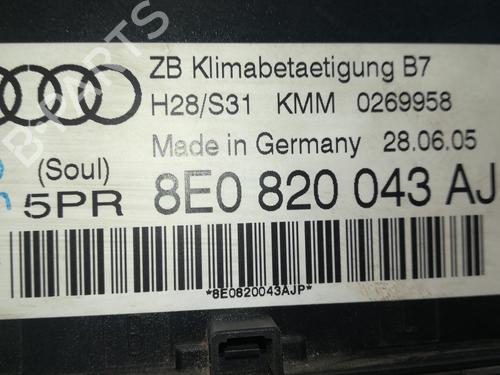 ZB Klimabetaetigung B7
H28/S31 KMM 0269958
Made in Germany 28.06.05
(Soul)
5PR 8E0 820 043 AJ
*8E0820043AJP*
B-PARTS